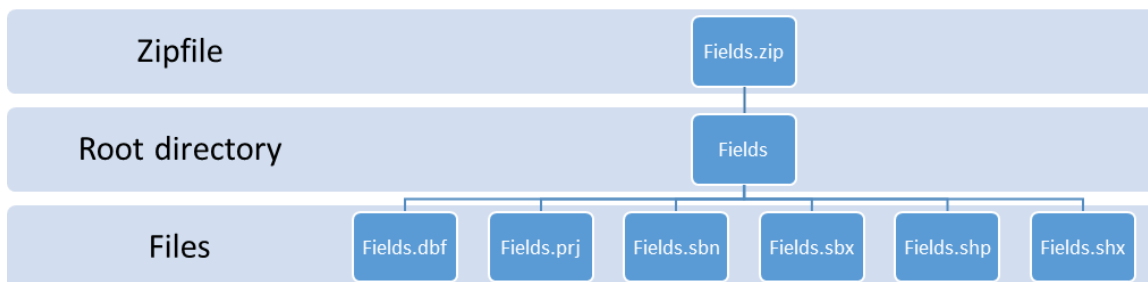 Zipfile
Fields.zip
Root directory
Fields
Files
Fields.dbf
Fields.prj
Fields.sbn
Fields.sbx
Fields.shp
Fields.shx